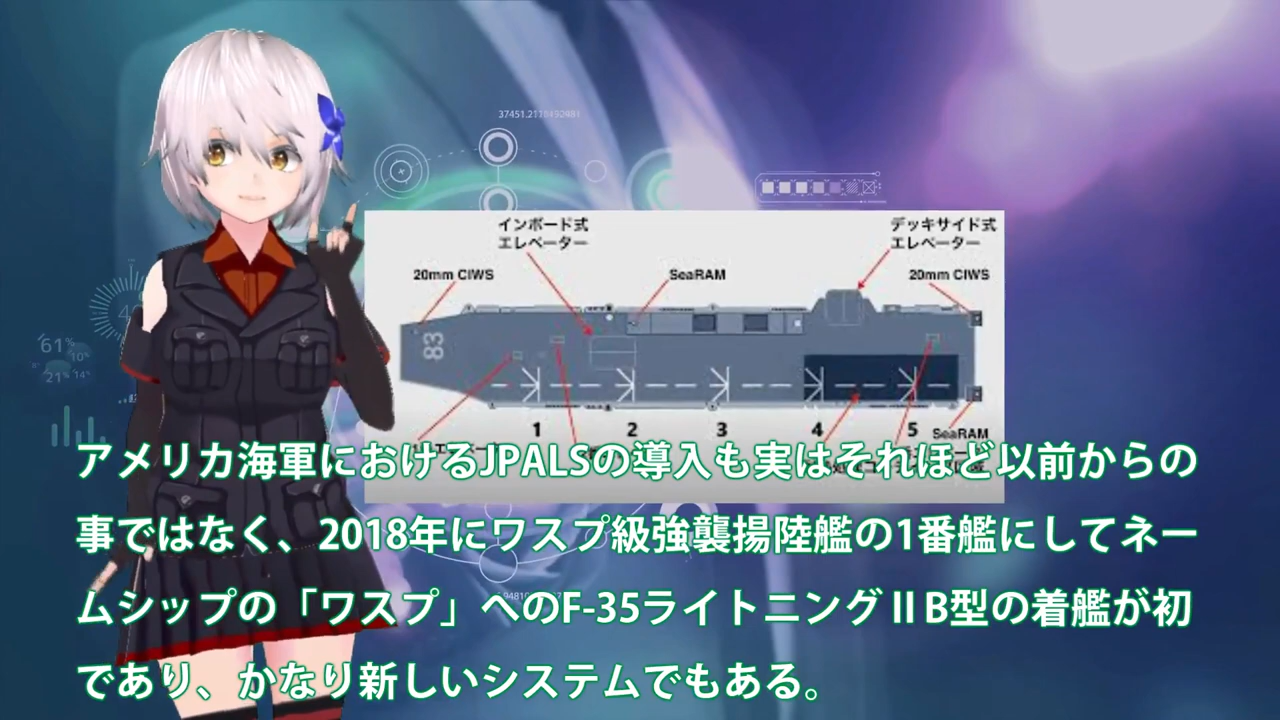 37451.2110492981
インボード式
エレベーター
デッキサイド式
エレベーター
20mm CIWS
SeaRAM
20mm CIWS
83
61%
10%
21%
14%
1 2 3 4 5
SeaRAM
アメリカ海軍におけるJPALSの導入も実はそれほど以前からの
事ではなく、2018年にワスプ級強襲揚陸艦の1番艦にしてネー
ムシップの「ワスプ」へのF-35ライトニングⅡB型の着艦が初
であり、かなり新しいシステムでもある。